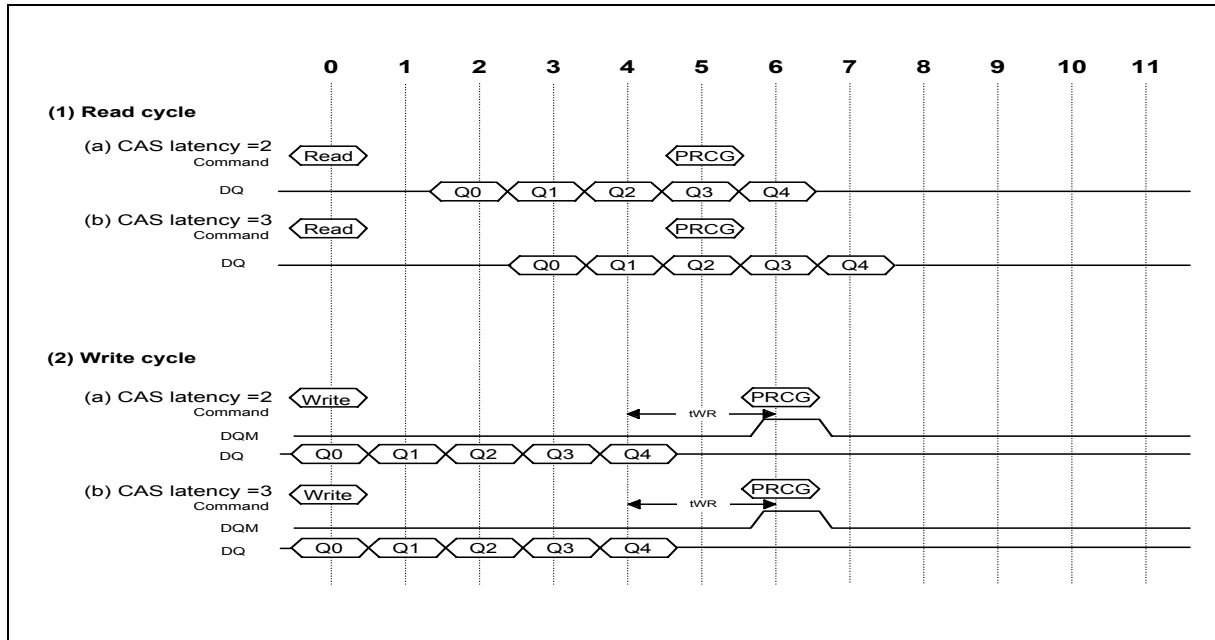 0 1 2 3 4 5 6 7 8 9 10 11
(1) Read cycle
(a) CAS latency =2
Command
Read PRCG
DQ Q0 Q1 Q2 Q3 Q4
(b) CAS latency =3
Command
Read PRCG
DQ Q0 Q1 Q2 Q3 Q4
(2) Write cycle
(a) CAS latency =2
Command
Write PRCG
tWR
DQM
DQ Q0 Q1 Q2 Q3 Q4
(b) CAS latency =3
Command
Write PRCG
tWR
DQM
DQ Q0 Q1 Q2 Q3 Q4